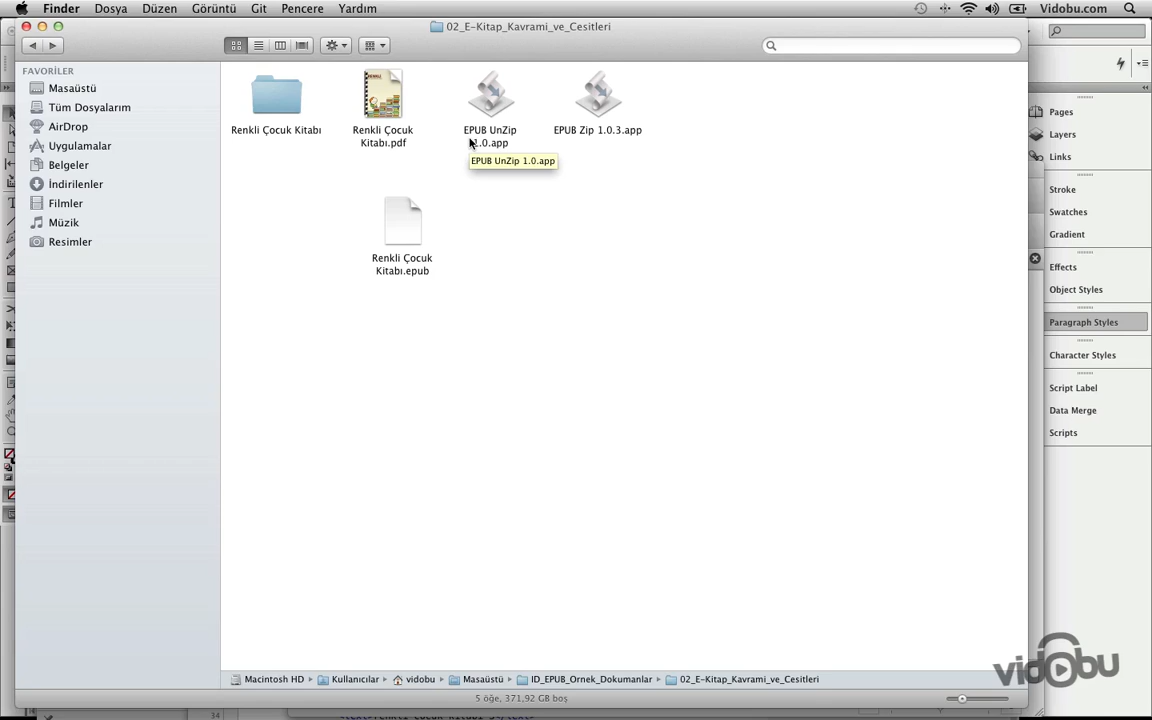 Finder Dosya Düzen Görüntü Git Pencere Yardım Vidobu.com
02_E-Kitap_Kavrami_ve_Cesitleri
FAVORİLER
Masaüstü
Tüm Dosyalarım
AirDrop
Uygulamalar
Belgeler
İndirilenler
Filmler
Müzik
Resimler
Renkli Çocuk Kitabı
Renkli Çocuk
Kitabı.pdf
EPUB UnZip
1.0.app
EPUB Zip 1.0.3.app
EPUB UnZip 1.0.app
Renkli Çocuk
Kitabı.epub
Pages
Layers
Links
Stroke
Swatches
Gradient
Effects
Object Styles
Paragraph Styles
Character Styles
Script Label
Data Merge
Scripts
Macintosh HD Kullanıcılar vidobu Masaüstü ID_EPUB_Ornek_Dokumanlar 02_E-Kitap_Kavrami_ve_Cesitleri
5 öğe, 371,92 GB boş
vidobu
34